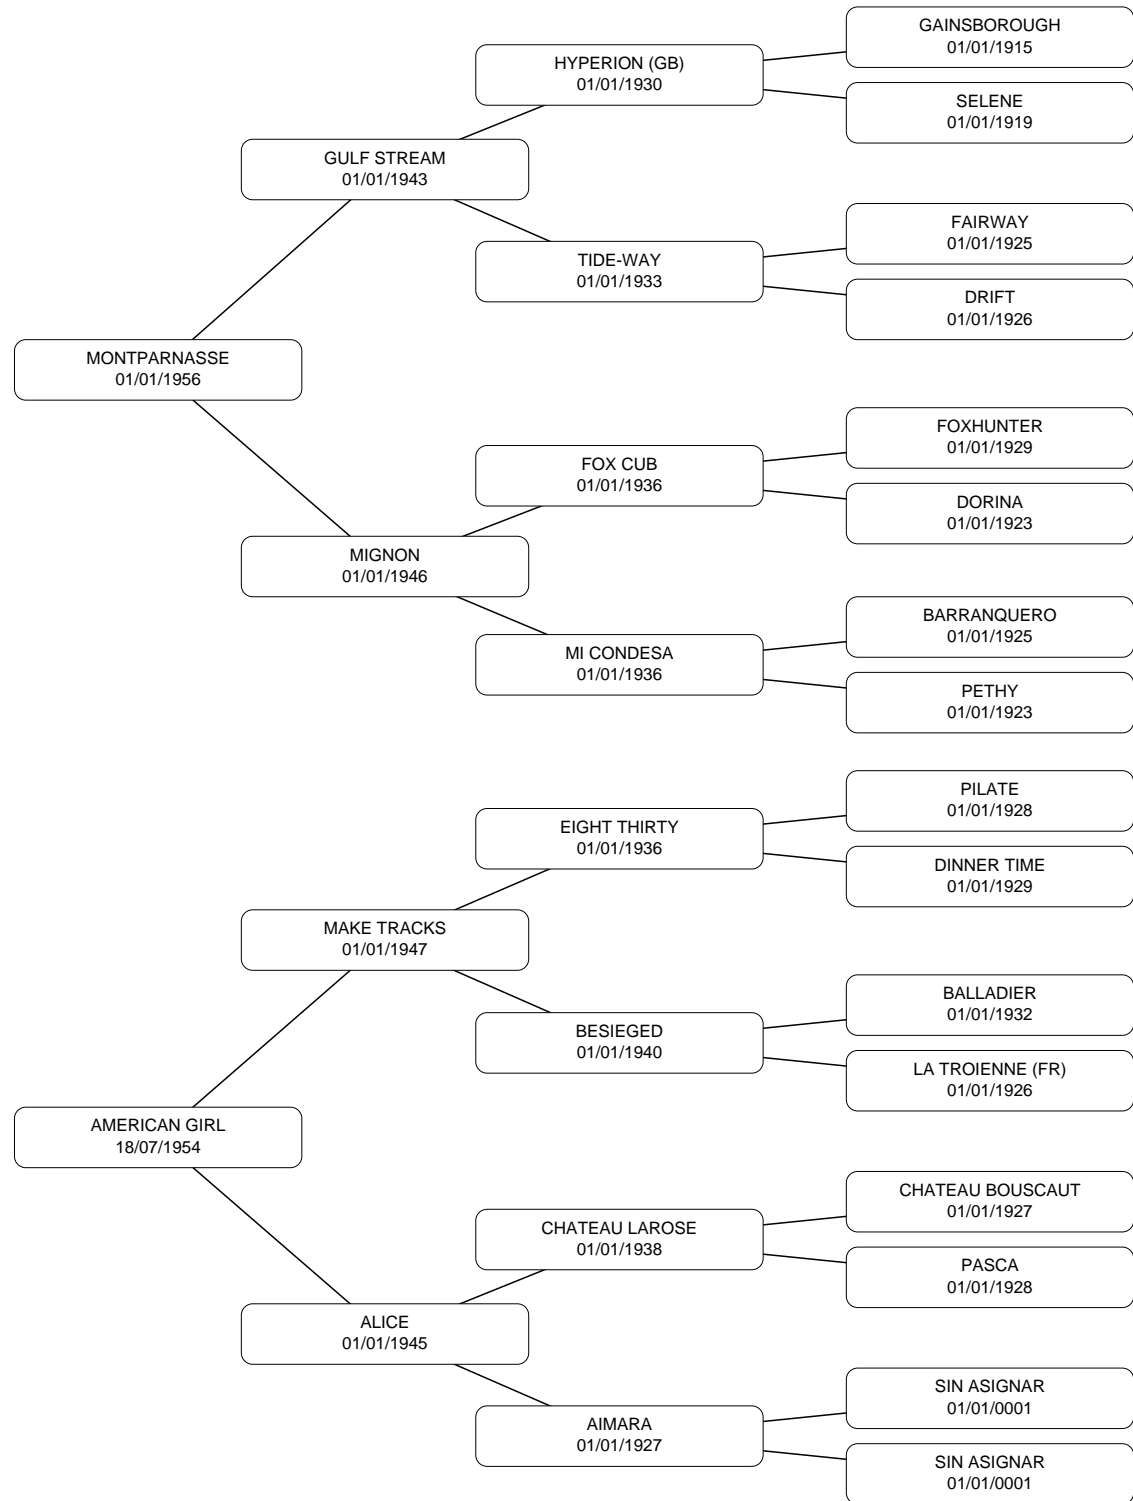 GAINSBOROUGH
01/01/1915
HYPERION (GB)
01/01/1930
SELENE
01/01/1919
GULF STREAM
01/01/1943
FAIRWAY
01/01/1925
TIDE-WAY
01/01/1933
DRIFT
01/01/1926
MONTPARNASSE
01/01/1956
FOXHUNTER
01/01/1929
FOX CUB
01/01/1936
DORINA
01/01/1923
MIGNON
01/01/1946
BARRANQUERO
01/01/1925
MI CONDESA
01/01/1936
PETHY
01/01/1923
PILATE
01/01/1928
EIGHT THIRTY
01/01/1936
DINNER TIME
01/01/1929
MAKE TRACKS
01/01/1947
BALLADIER
01/01/1932
BESIEGED
01/01/1940
LA TROIENNE (FR)
01/01/1926
AMERICAN GIRL
18/07/1954
CHATEAU BOUSCAUT
01/01/1927
CHATEAU LAROSE
01/01/1938
PASCA
01/01/1928
ALICE
01/01/1945
SIN ASIGNAR
01/01/0001
AIMARA
01/01/1927
SIN ASIGNAR
01/01/0001